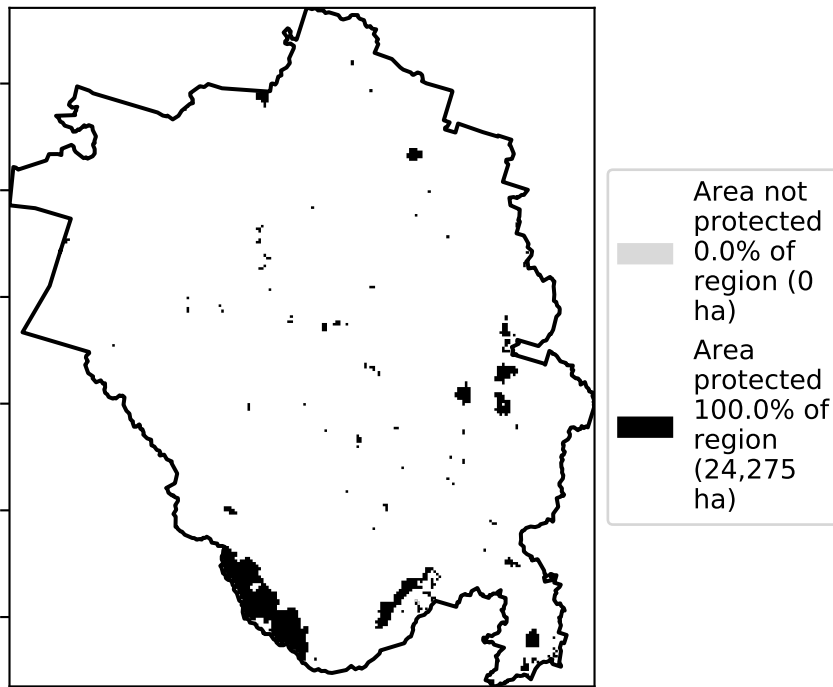 Area not
protected
0.0% of
region (0
ha)
Area
protected
100.0% of
region
(24,275
ha)